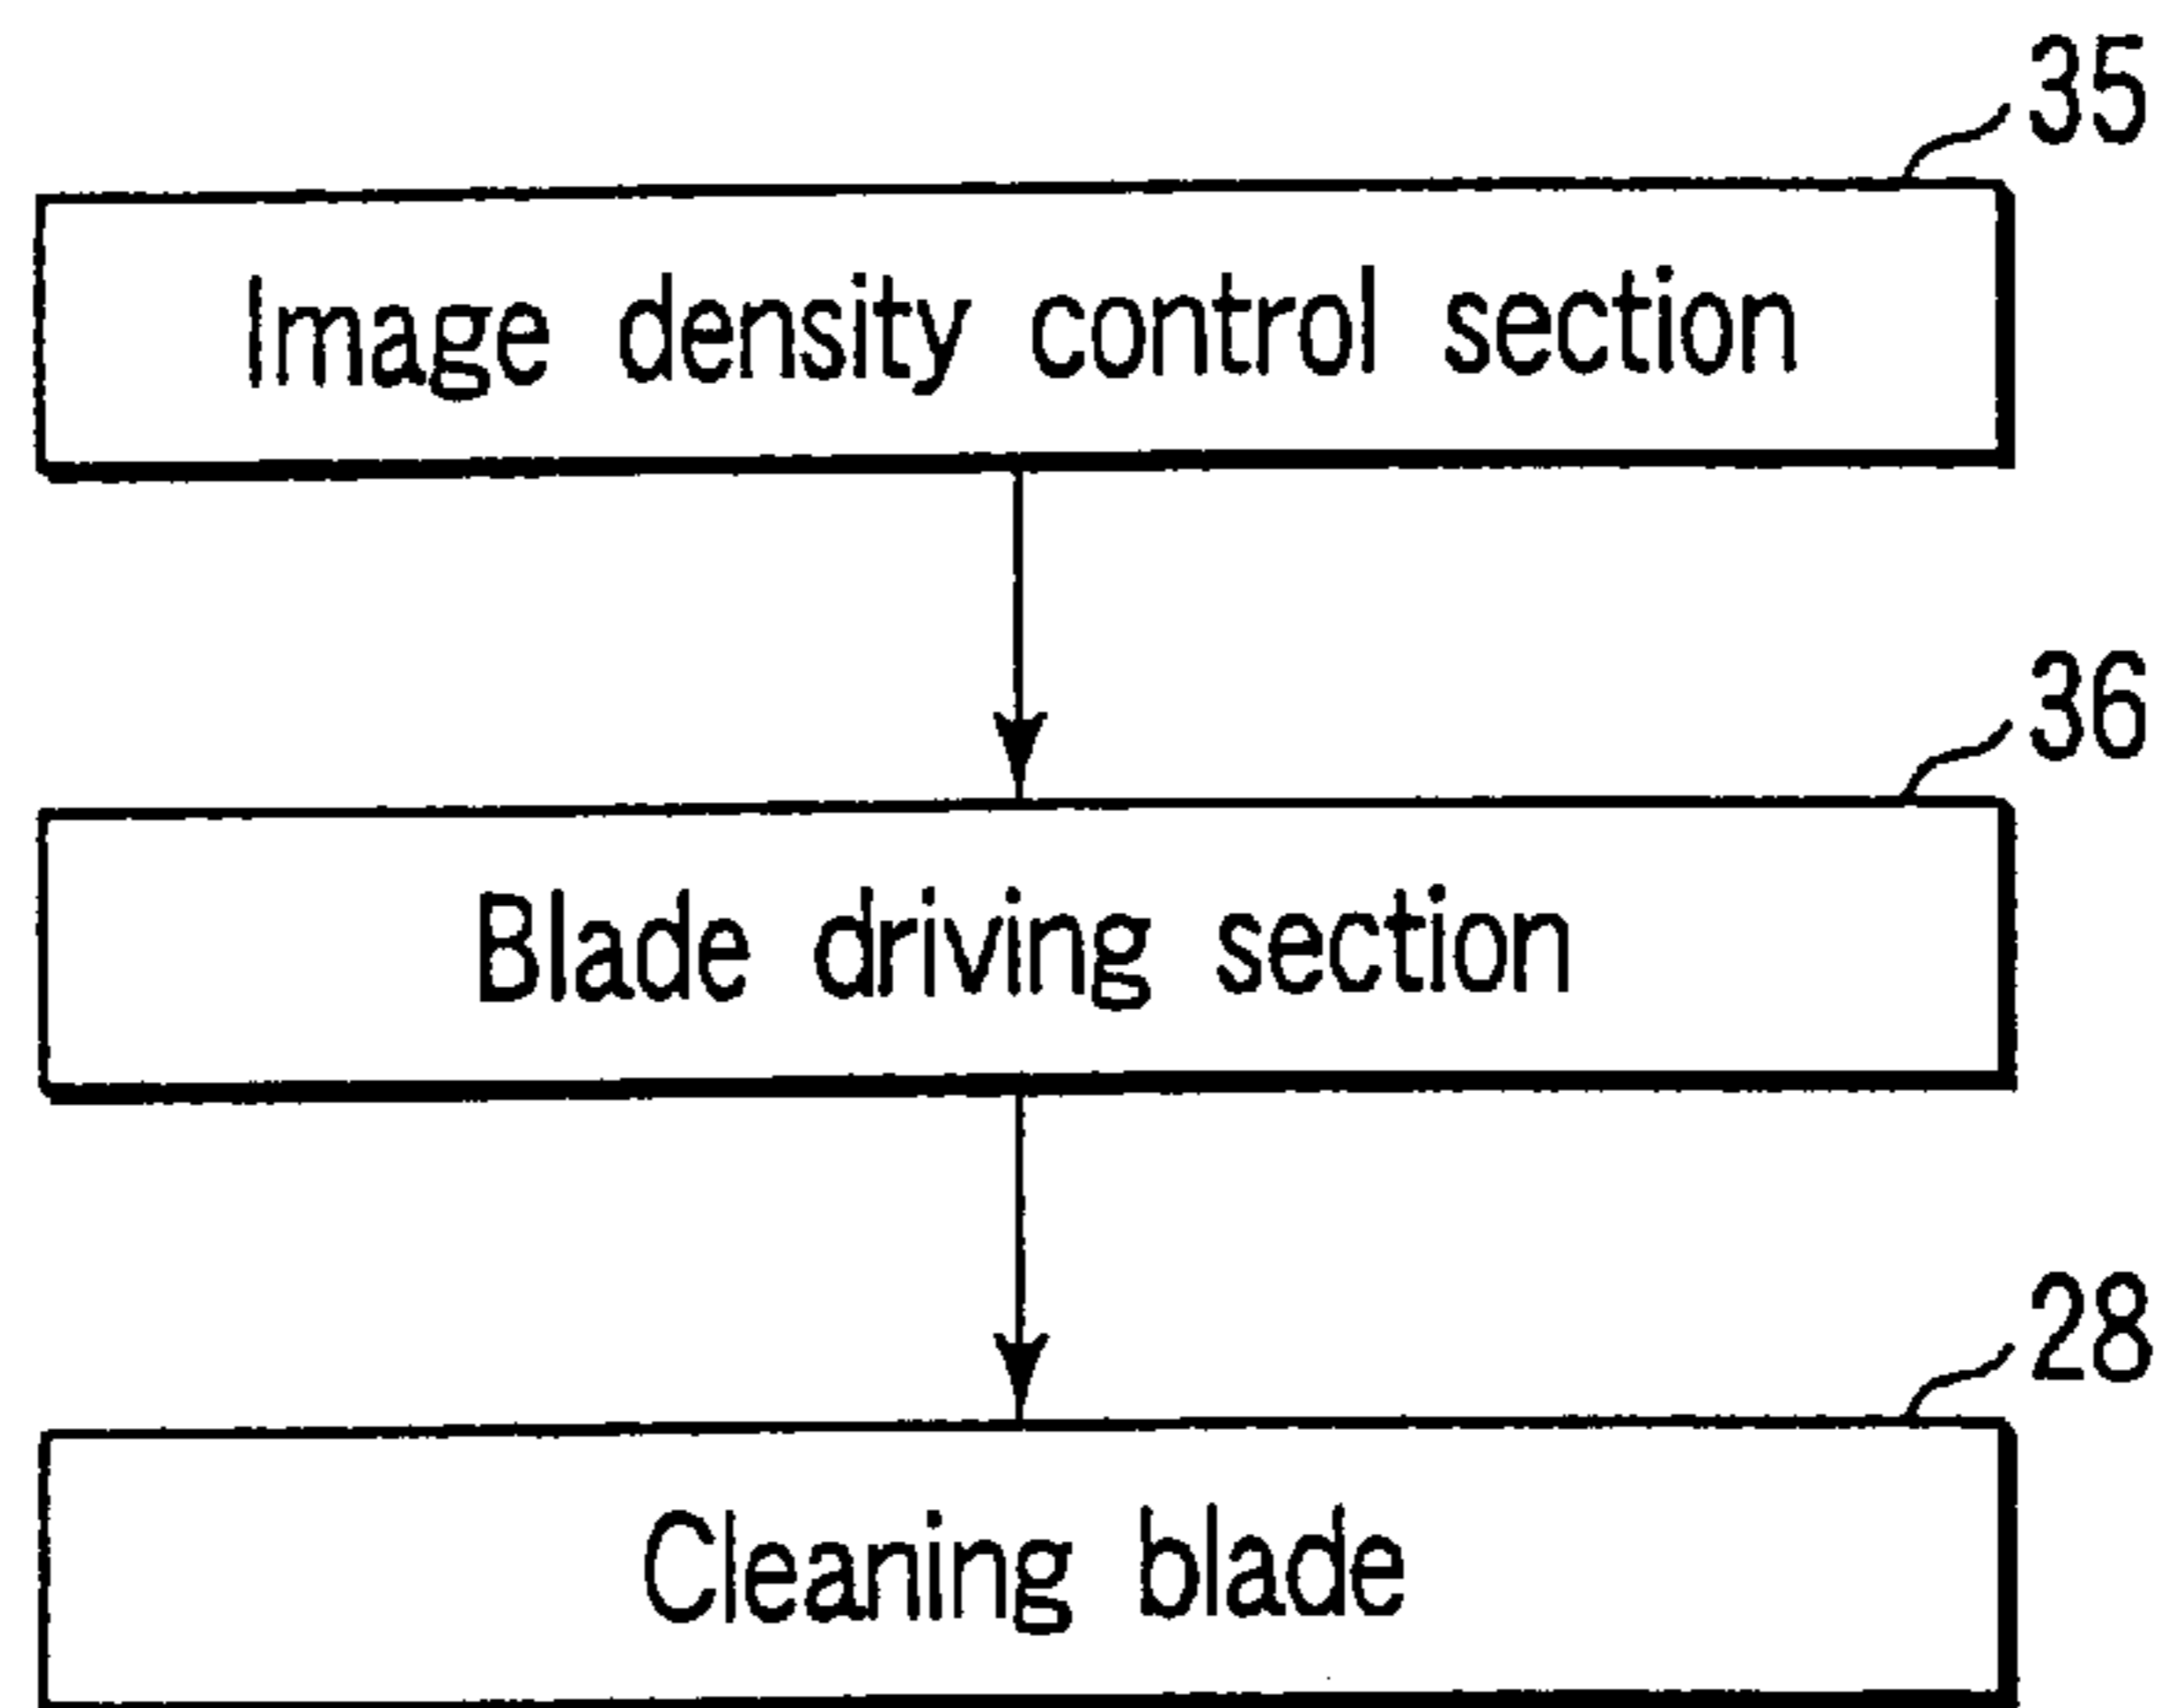 35
Image density control section
36
Blade driving section
28
Cleaning blade